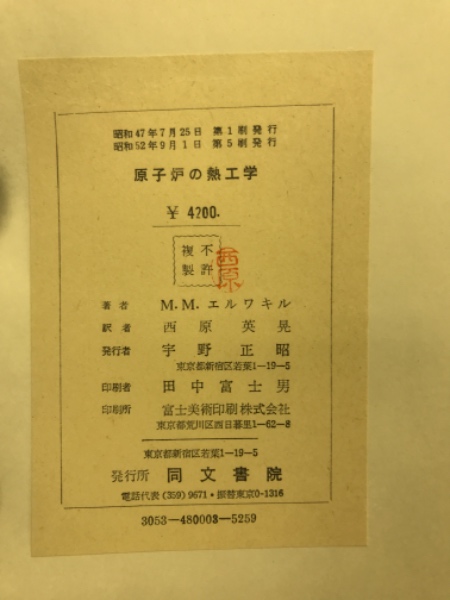 昭和47年7月25日 第1刷発行
昭和52年9月1日 第5刷発行
原子炉の熱工学
¥ 4200.
不許
複製
西原
著者 M.M. エルワキル
訳者 西原英晃
発行者 宇野正昭
東京都新宿区若葉1-19-5
印刷者 田中富士男
印刷所 富士美術印刷株式会社
東京都荒川区西日暮里1-62-8
東京都新宿区若葉1-19-5
発行所 同文書院
電話代表 (359) 9671・振替東京0-1316
3053-480003-5259